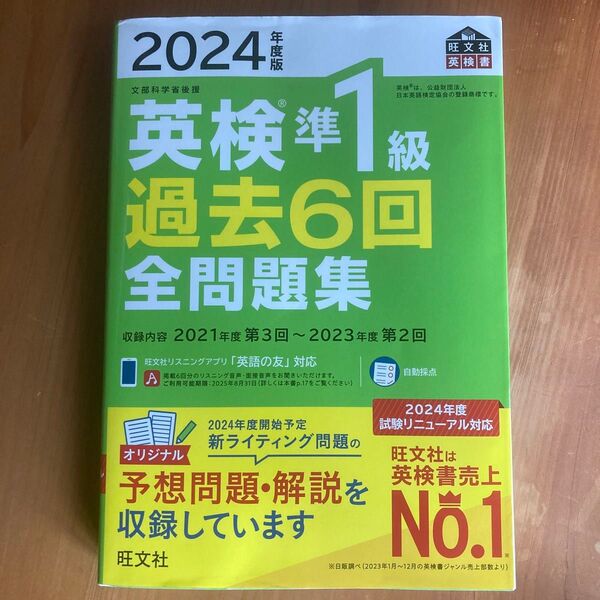 2024年度版
旺文社
英検書
文部科学省後援
英検®は、公益財団法人
日本英語検定協会の登録商標です。
英検®準1級
過去6回
全問題集
収録内容 2021年度 第3回～2023年度 第2回
旺文社リスニングアプリ「英語の友」対応
掲載6回分のリスニング音声・面接音声をお聞きいただけます。
ご利用可能期限:2025年8月31日(詳しくは本書p.17をご覧ください)
自動採点
2024年度
試験リニューアル対応
2024年度開始予定
新ライティング問題の
オリジナル
予想問題・解説を
収録しています
旺文社は
英検書売上
No.1※
旺文社
※日販調べ(2023年1月～12月の英検書ジャンル売上部数より)